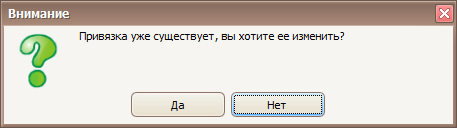 Внимание
Привязка уже существует, вы хотите ее изменить?
Да
Нет